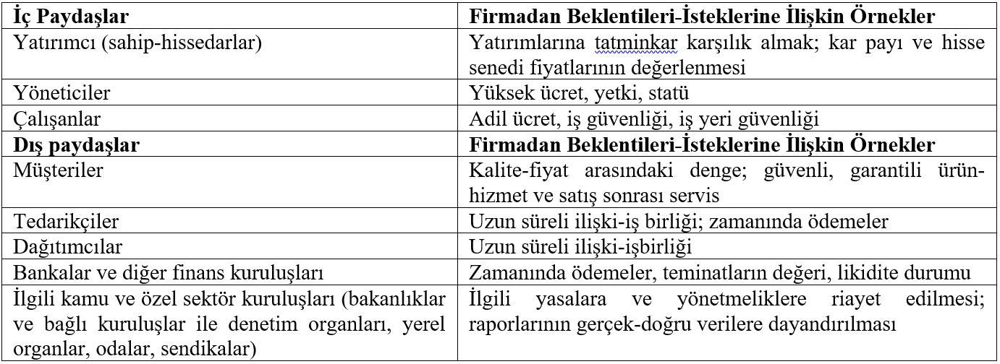 İç Paydaşlar
Firmadan Beklentileri-İsteklerine İlişkin Örnekler
Yatırımcı (sahip-hissedarlar)
Yatırımlarına tatminkar karşılık almak; kar payı ve hisse
senedi fiyatlarının değerlenmesi
Yöneticiler
Yüksek ücret, yetki, statü
Çalışanlar
Adil ücret, iş güvenliği, iş yeri güvenliği
Dış paydaşlar
Firmadan Beklentileri-İsteklerine İlişkin Örnekler
Müşteriler
Kalite-fiyat arasındaki denge; güvenli, garantili ürün-
hizmet ve satış sonrası servis
Tedarikçiler
Uzun süreli ilişki-iş birliği; zamanında ödemeler
Dağıtımcılar
Uzun süreli ilişki-işbirliği
Bankalar ve diğer finans kuruluşları
Zamanında ödemeler, teminatların değeri, likidite durumu
İlgili kamu ve özel sektör kuruluşları (bakanlıklar
ve bağlı kuruluşlar ile denetim organları, yerel
organlar, odalar, sendikalar)
İlgili yasalara ve yönetmeliklere riayet edilmesi;
raporlarının gerçek-doğru verilere dayandırılması